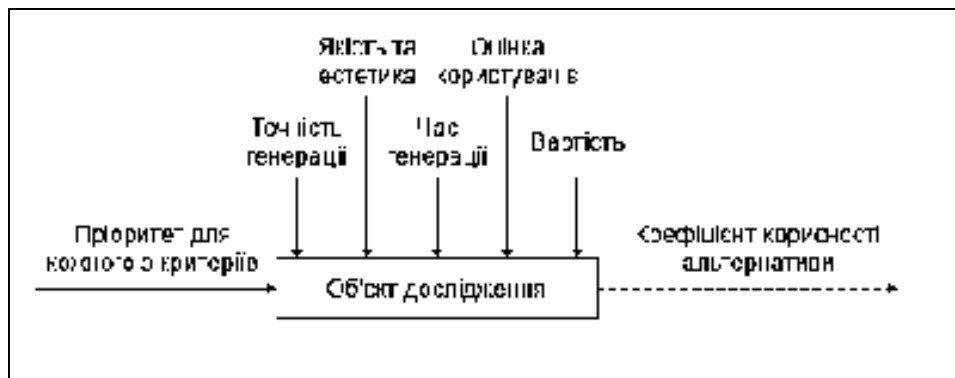 Якість та
естетика
Оцінка
користувачів
Точність
генерації
Час
генерації
Вартість
Пріоритет для
кожного з критеріїв
Об'єкт дослідження
Коефіцієнт корисності
альтернативи